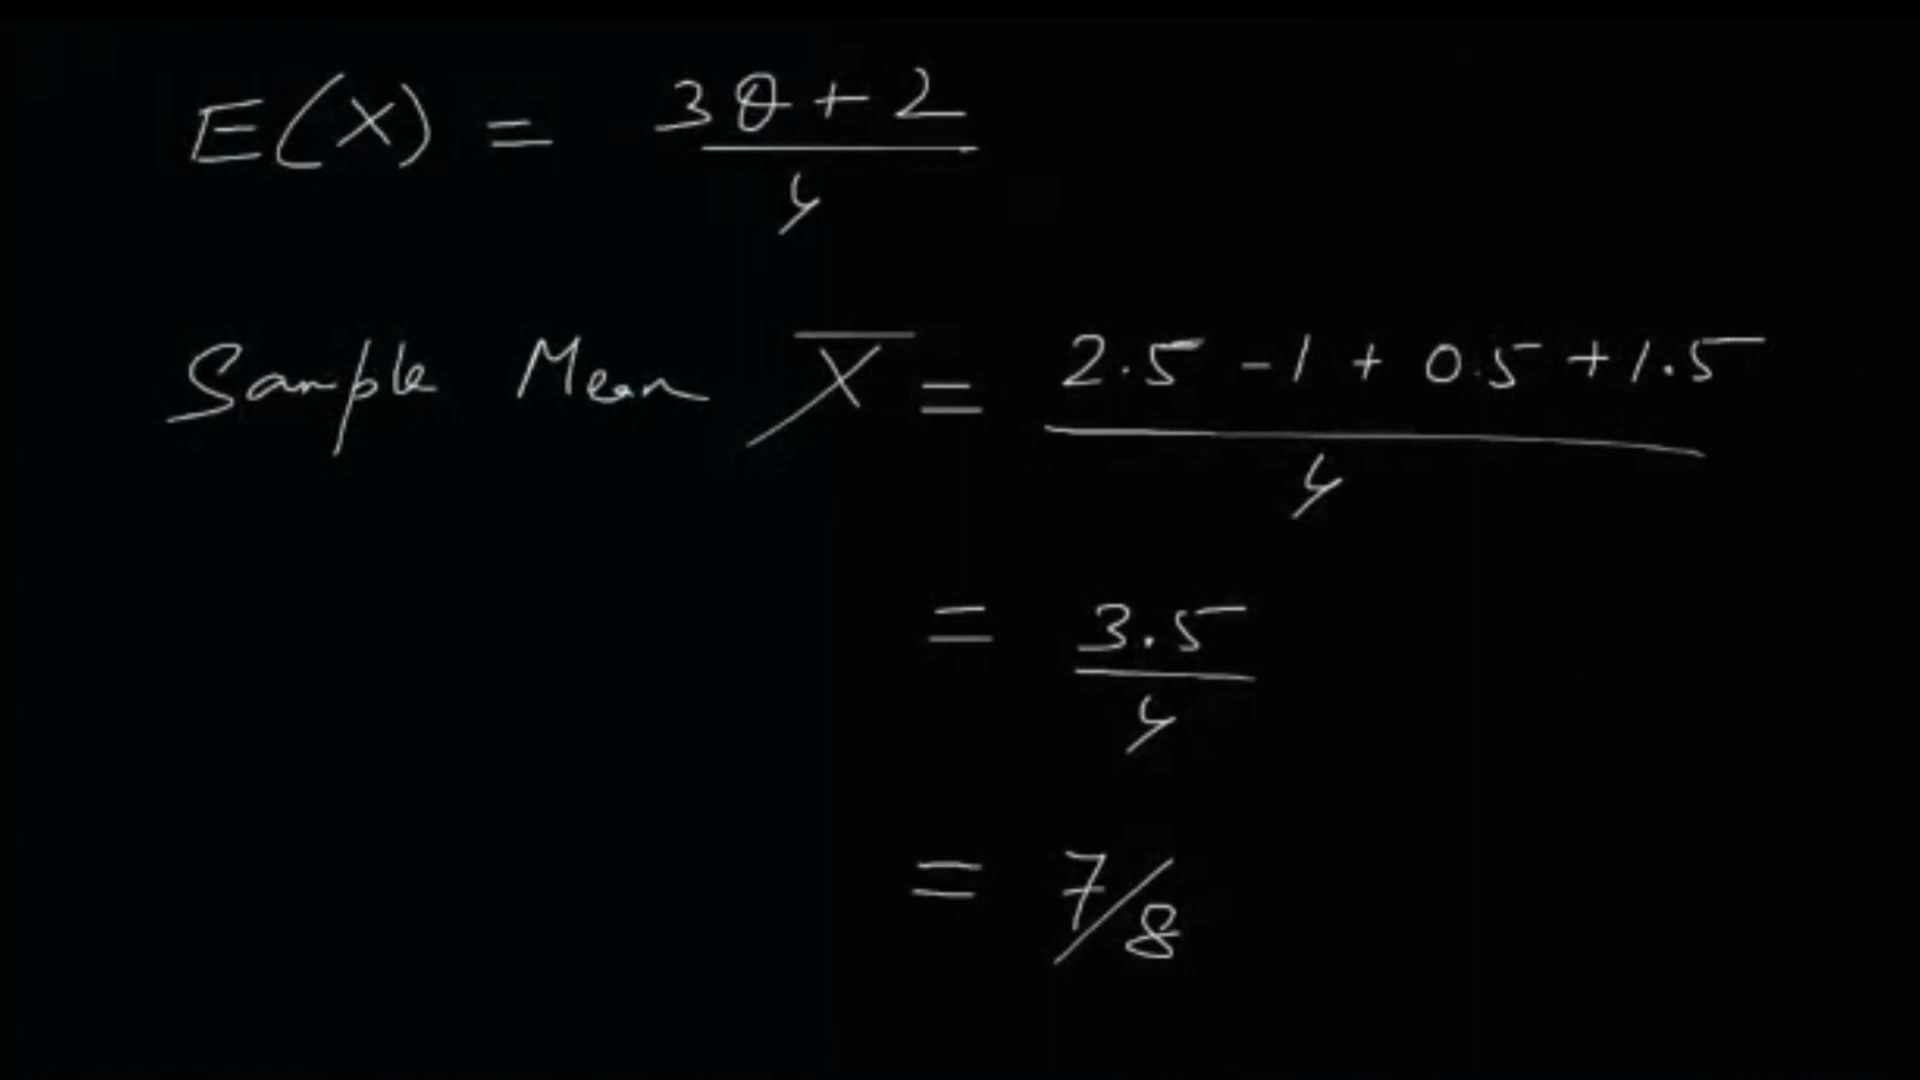 E(X) = (3θ + 2)/4
Sample Mean X̄ = (2.5 - 1 + 0.5 + 1.5)/4
= 3.5/4
= 7/8